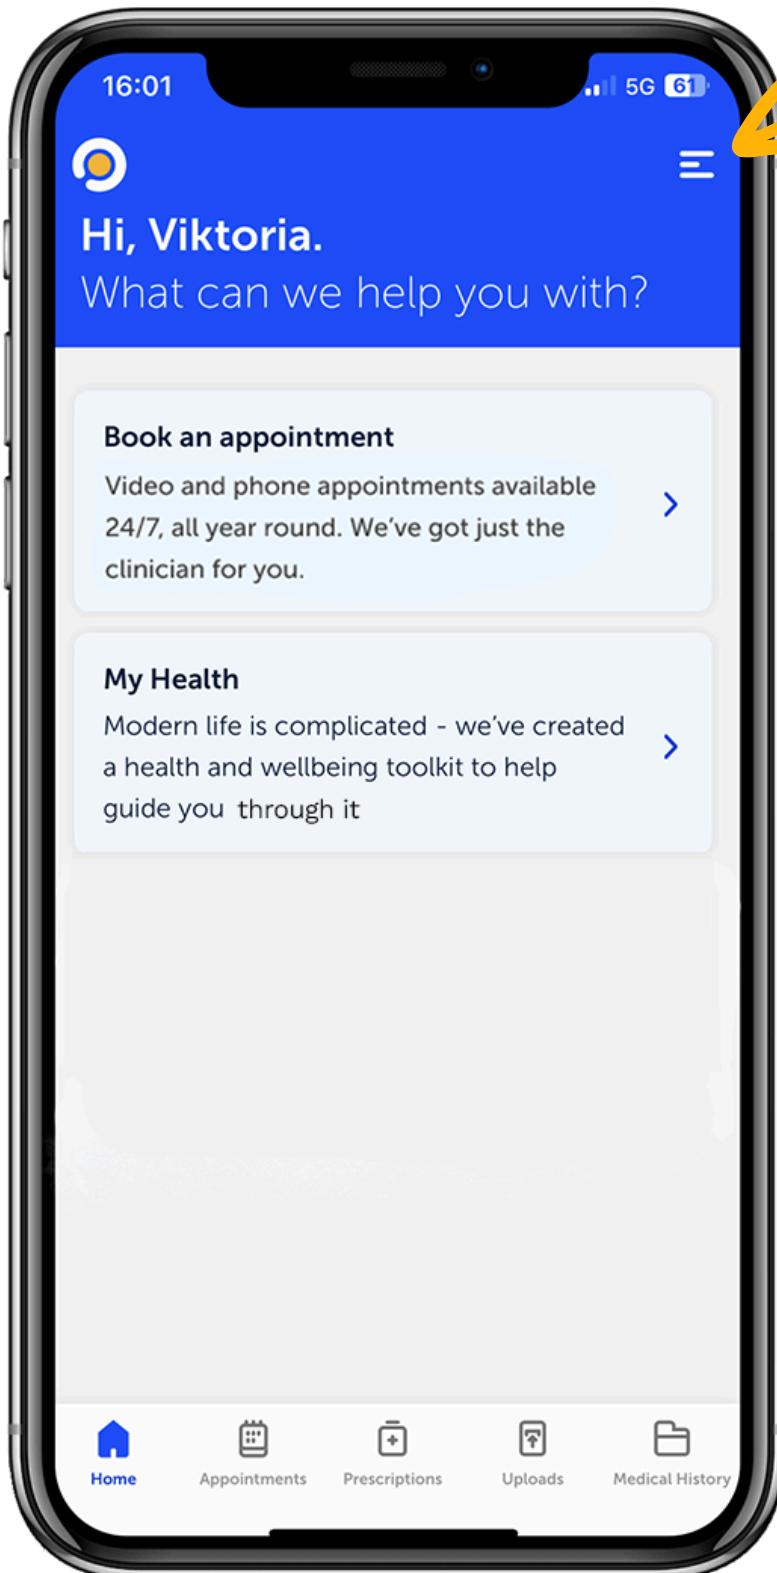 16:01 5G 61
Hi, Viktoria.
What can we help you with?
Book an appointment
Video and phone appointments available
24/7, all year round. We’ve got just the
clinician for you.
My Health
Modern life is complicated - we’ve created
a health and wellbeing toolkit to help
guide you through it
Home Appointments Prescriptions Uploads Medical History